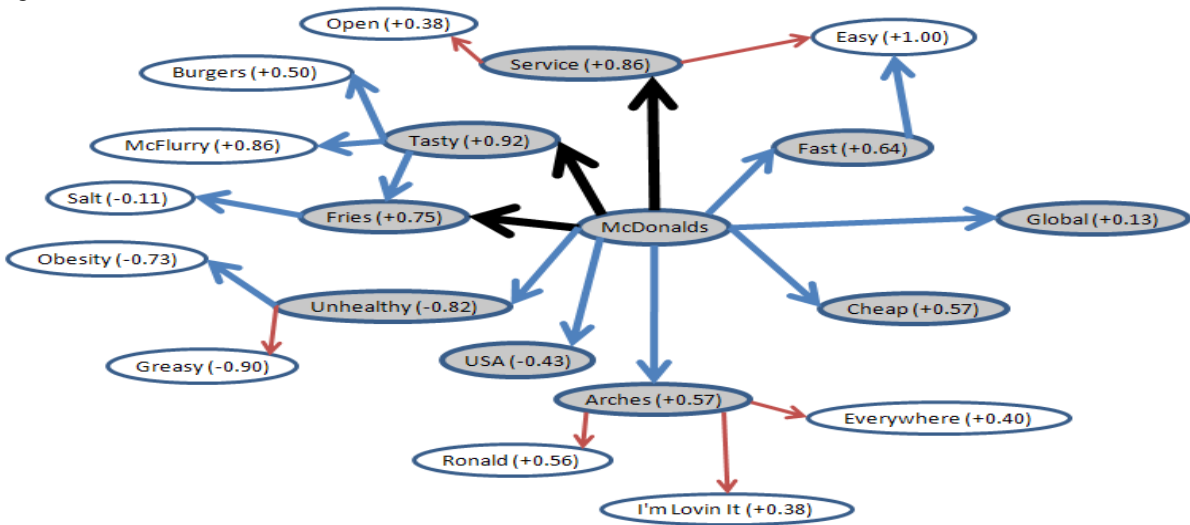 Open (+0.38)
Easy (+1.00)
Service (+0.86)
Burgers (+0.50)
Tasty (+0.92)
McFlurry (+0.86)
Fast (+0.64)
Salt (-0.11)
Fries (+0.75)
McDonalds
Global (+0.13)
Obesity (-0.73)
Unhealthy (-0.82)
Cheap (+0.57)
Greasy (-0.90)
USA (-0.43)
Arches (+0.57)
Everywhere (+0.40)
Ronald (+0.56)
I'm Lovin It (+0.38)